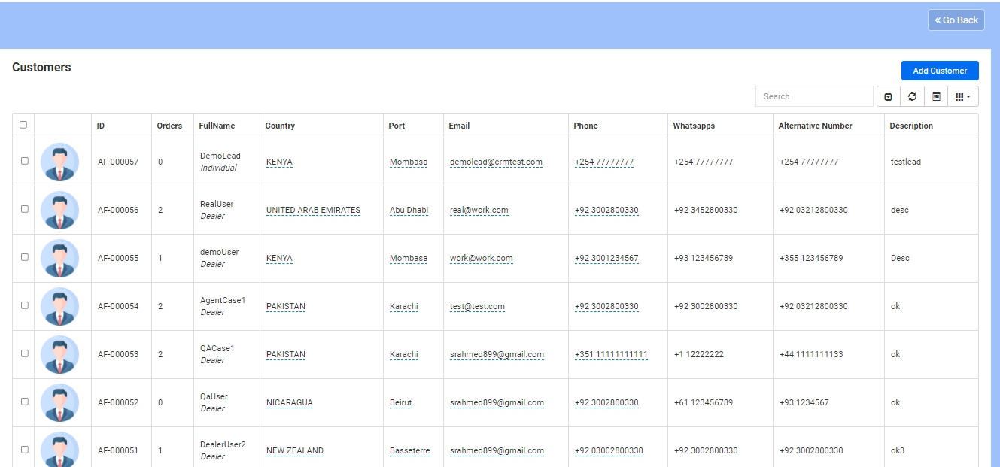 « Go Back
Customers
Add Customer
Search
ID Orders FullName Country Port Email Phone Whatsapps Alternative Number Description
AF-000057 0 DemoLead KENYA Mombasa demolead@crmtest.com +254 77777777 +254 77777777 +254 77777777 testlead
Individual
AF-000056 2 RealUser UNITED ARAB EMIRATES Abu Dhabi real@work.com +92 3002800330 +92 3452800330 +92 03212800330 desc
Dealer
AF-000055 1 demoUser KENYA Mombasa work@work.com +92 3001234567 +93 123456789 +355 123456789 Desc
Dealer
AF-000054 2 AgentCase1 PAKISTAN Karachi test@test.com +92 3002800330 +92 3002800330 +92 03212800330 ok
Dealer
AF-000053 2 QACase1 PAKISTAN Karachi srahmed899@gmail.com +351 11111111111 +1 12222222 +44 1111111133 ok
Dealer
AF-000052 0 QaUser NICARAGUA Beirut srahmed899@gmail.com +92 3002800330 +61 123456789 +93 1234567 ok
Dealer
AF-000051 1 DealerUser2 NEW ZEALAND Basseterre srahmed899@gmail.com +92 03002800330 +92 3002800330 +92 3002800330 ok3
Dealer